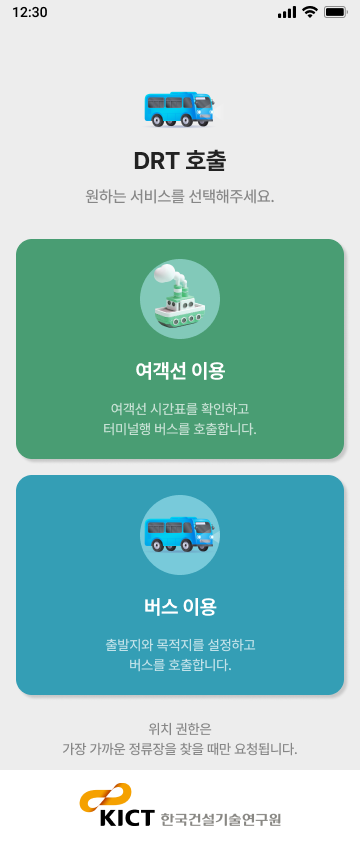 12:30
DRT 호출
원하는 서비스를 선택해주세요.
여객선 이용
여객선 시간표를 확인하고
터미널행 버스를 호출합니다.
버스 이용
출발지와 목적지를 설정하고
버스를 호출합니다.
위치 권한은
가장 가까운 정류장을 찾을 때만 요청됩니다.
KICT 한국건설기술연구원